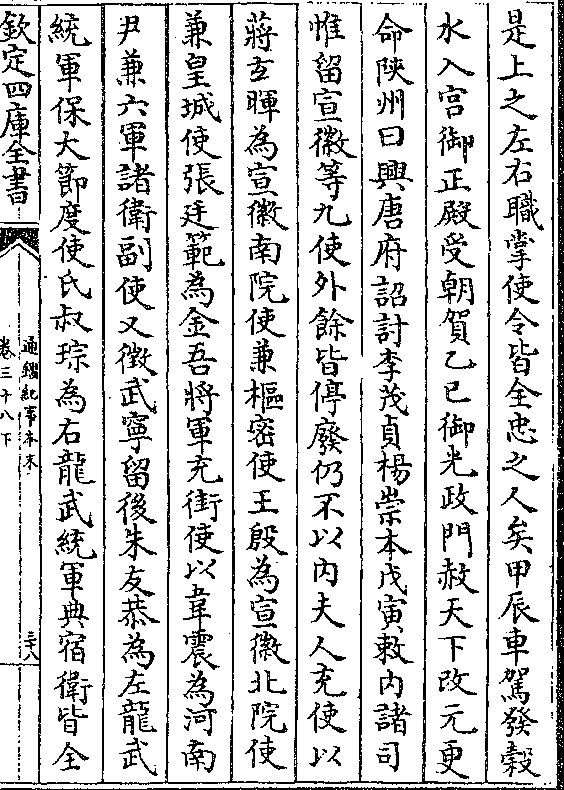 是上之左右職掌使令皆全忠之人矣甲辰車駕發穀
水入宮御正殿受朝賀乙巳御光政門赦天下改元更
命陜州曰興唐府詔討李茂貞楊崇本戊寅敕内諸司
惟留宣徽等九使外餘皆停廢仍不以内夫人充使以
蔣玄暉為宣徽南院使兼樞密使王殷為宣徽北院使
兼皇城使張廷範為金吾將軍充街使以韋震為河南
尹兼六軍諸衛副使又徵武寧留後朱友恭為左龍武
統軍保大節度使氏叔琮為右龍武統軍典宿衛皆全
欽定四庫全書
通鑑紀事本末
卷三十八下
三十八